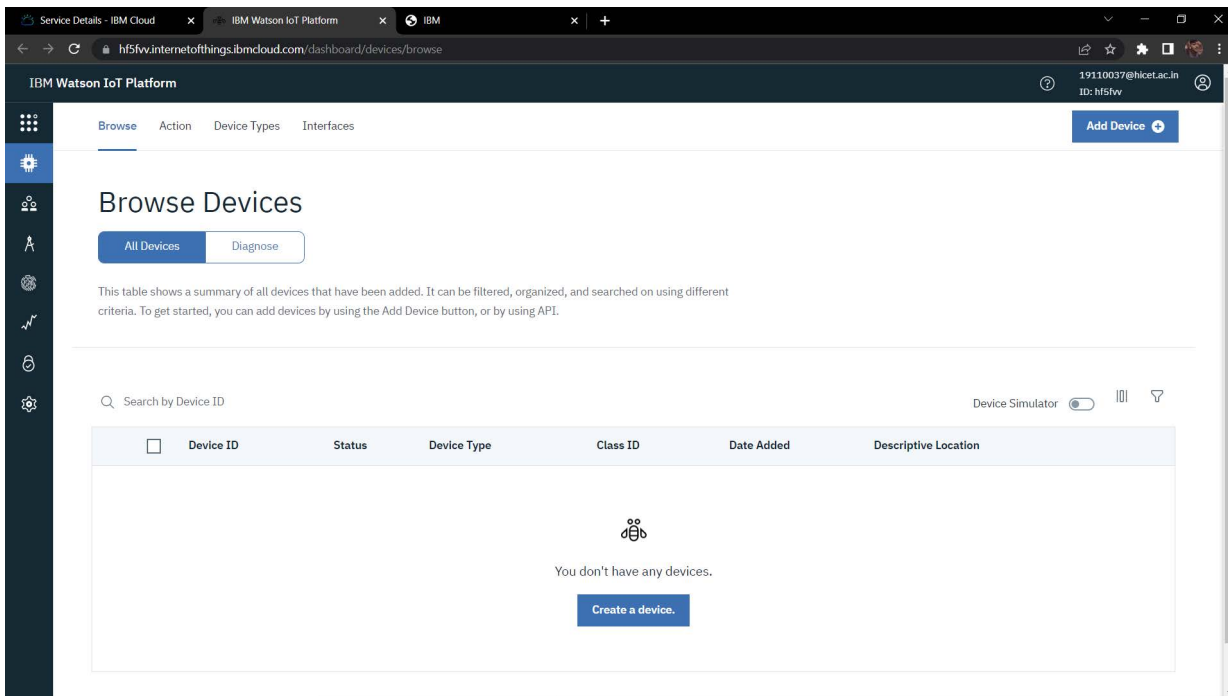 Service Details - IBM Cloud
IBM Watson IoT Platform
IBM
hf5fvv.internetofthings.ibmcloud.com/dashboard/devices/browse
IBM Watson IoT Platform
19110037@hicet.ac.in
ID: hf5fvv
Browse Action Device Types Interfaces
Add Device
Browse Devices
All Devices Diagnose
This table shows a summary of all devices that have been added. It can be filtered, organized, and searched on using different
criteria. To get started, you can add devices by using the Add Device button, or by using API.
Search by Device ID
Device Simulator
Device ID Status Device Type Class ID Date Added Descriptive Location
You don't have any devices.
Create a device.